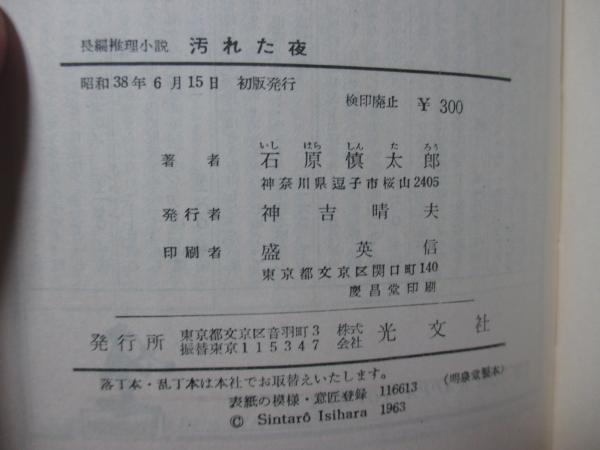 長編推理小説 汚れた夜
昭和38年6月15日 初版発行
検印廃止 ¥300
いし はら しん た ろう
著者 石原慎太郎
神奈川県逗子市桜山2405
発行者 神吉晴夫
印刷者 盛英信
東京都文京区関口町140
慶昌堂印刷
発行所 東京都文京区音羽町3 株式 光文社
振替東京115347 会社
落丁本・乱丁本は本社でお取替えいたします。
(明泉堂製本)
表紙の模様・意匠登録 116613
© Sintarô Isihara 1963